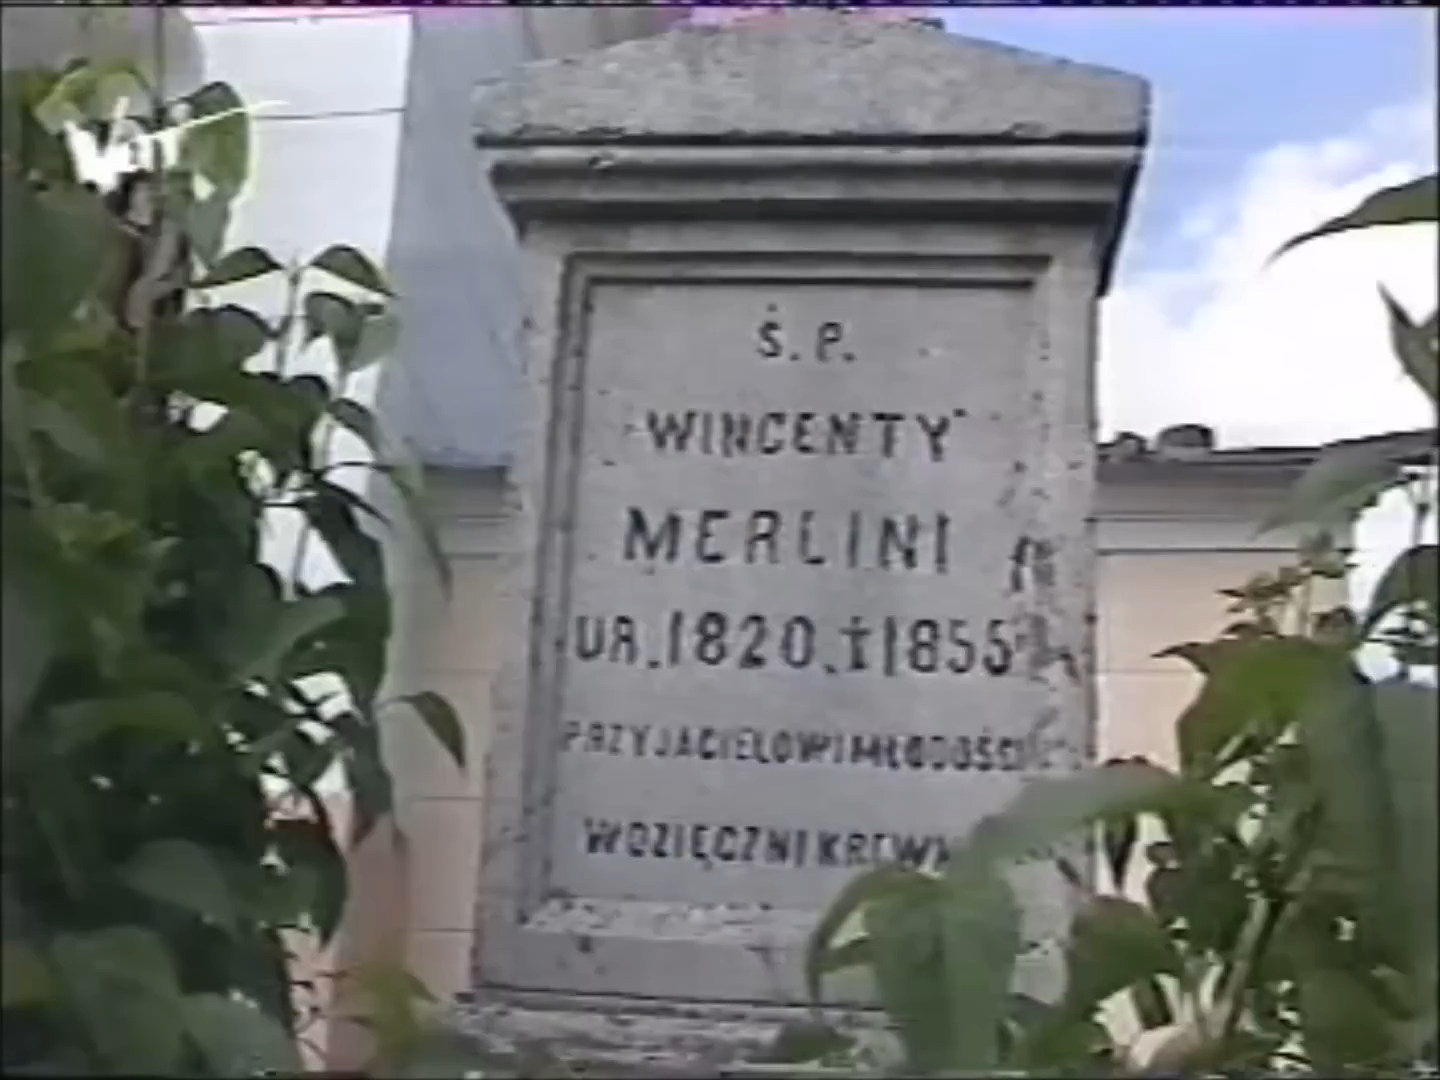 Ś. P.
WINCENTY
MERLINI
UR. 1820. † 1855
PRZYJACIELOWI MŁODOŚCI
WDZIĘCZNI